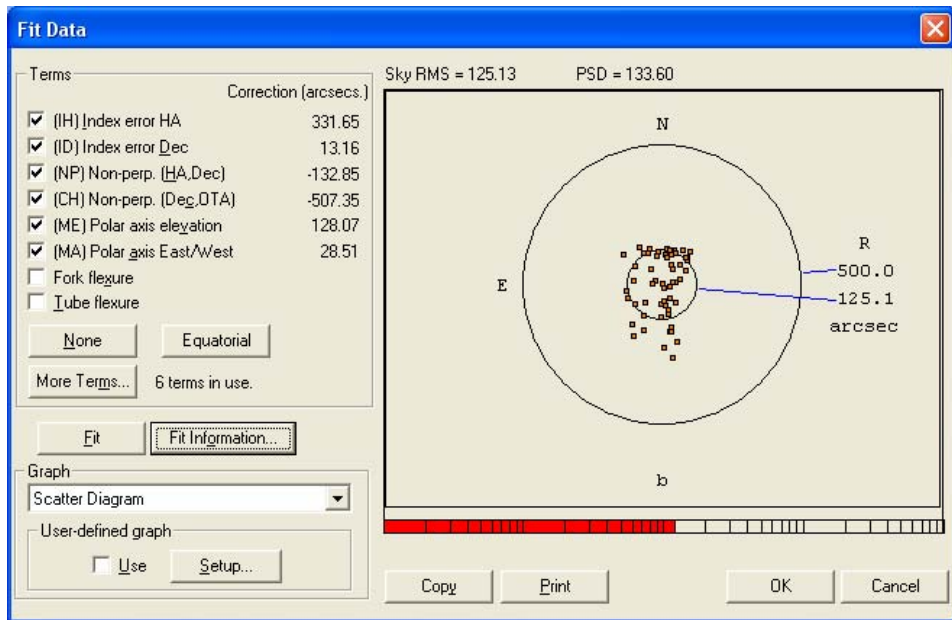 Fit Data
Terms
Correction (arcsecs.)
(IH) Index error HA 331.65
(ID) Index error Dec 13.16
(NP) Non-perp. (HA,Dec) -132.85
(CH) Non-perp. (Dec,OTA) -507.35
(ME) Polar axis elevation 128.07
(MA) Polar axis East/West 28.51
Fork flexure
Tube flexure
None Equatorial
More Terms... 6 terms in use.
Fit Fit Information...
Graph
Scatter Diagram
User-defined graph
Use Setup...
Sky RMS = 125.13 PSD = 133.60
N
R
E 500.0
125.1
arcsec
b
Copy Print OK Cancel